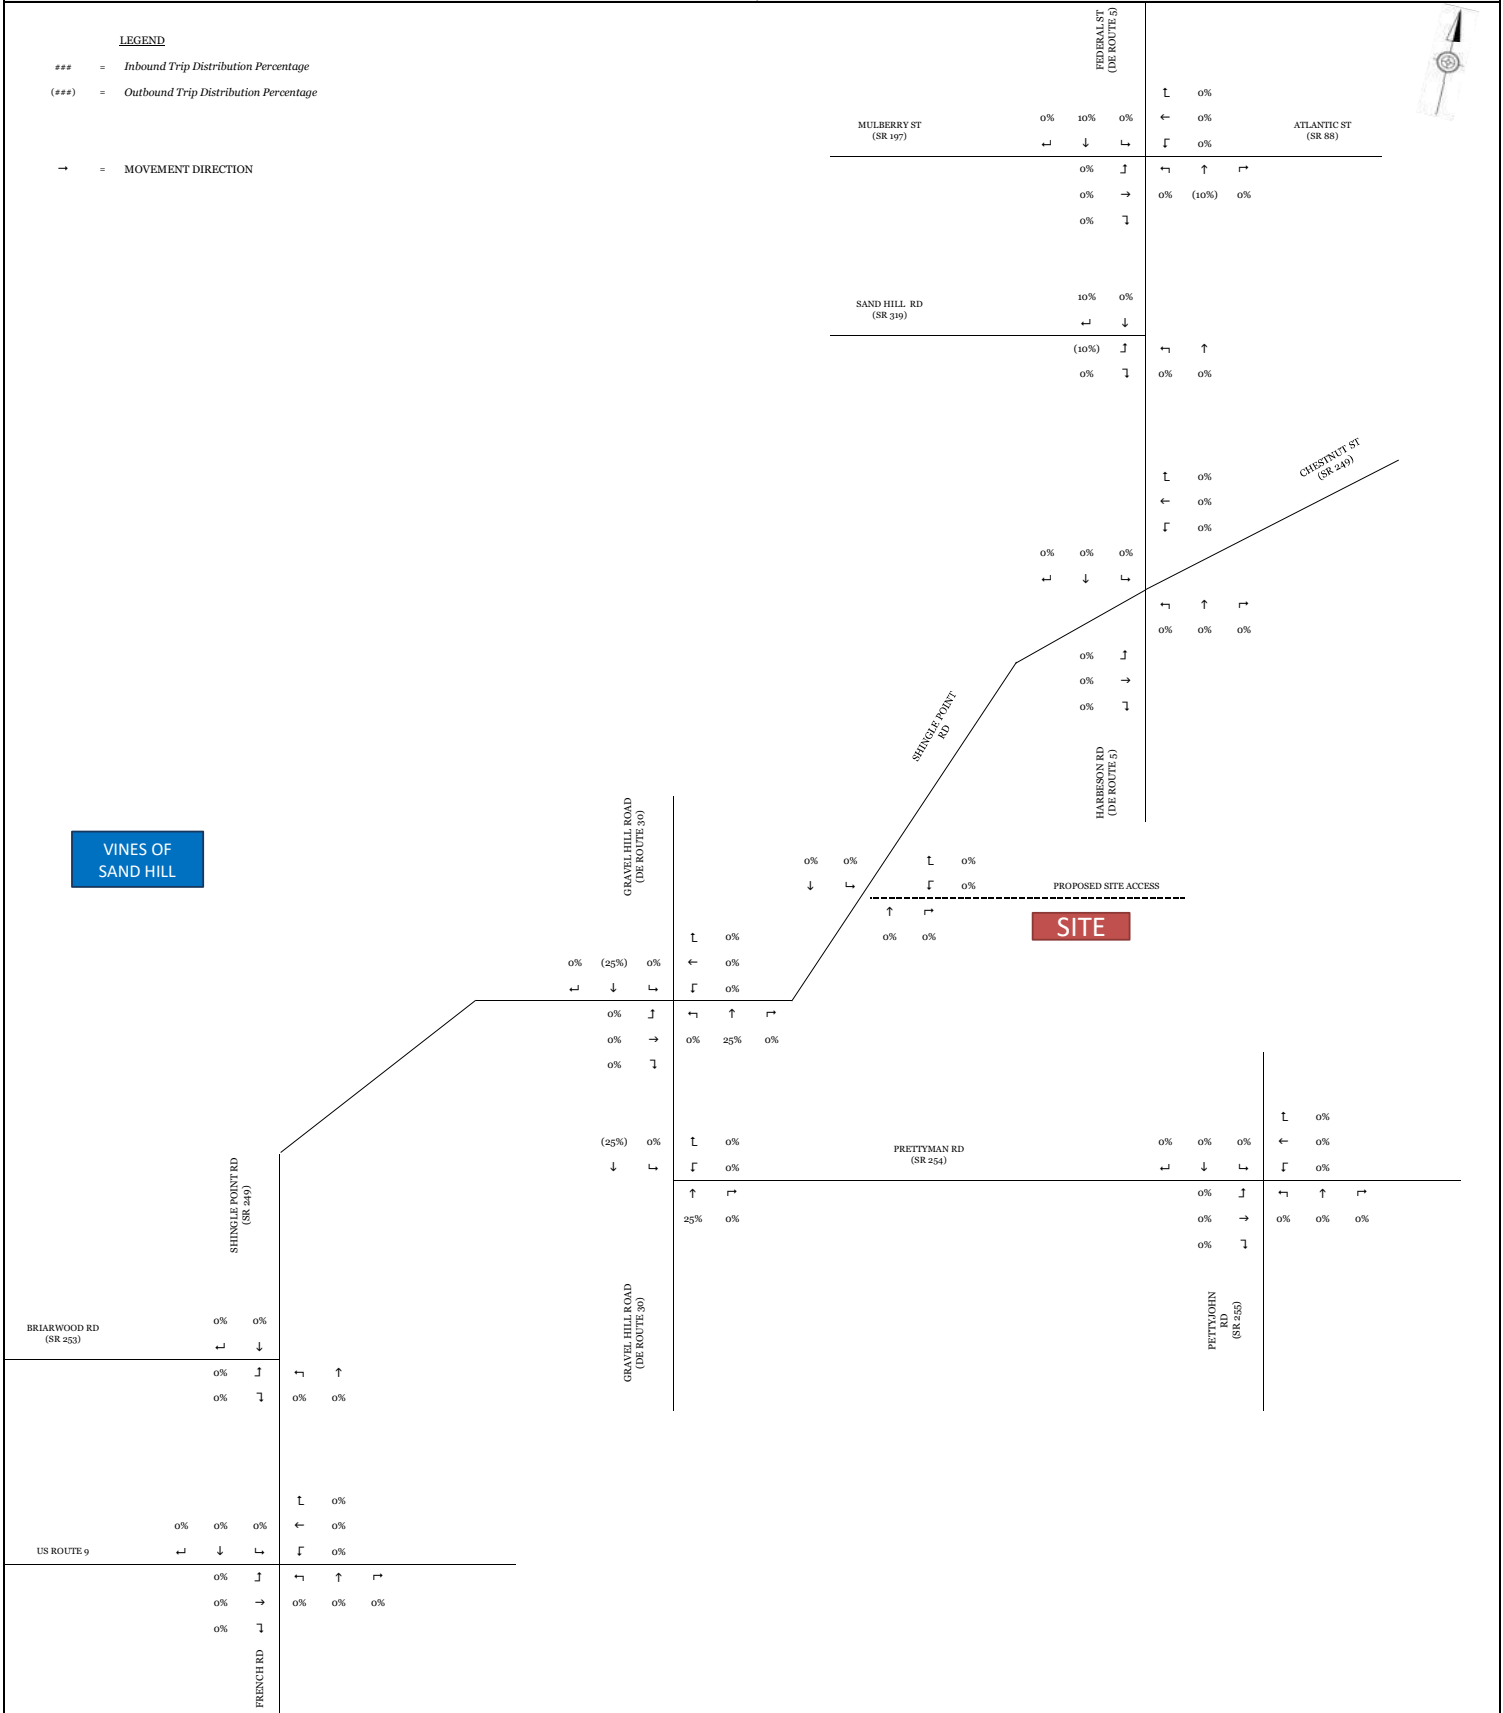 LEGEND
### = Inbound Trip Distribution Percentage
(###) = Outbound Trip Distribution Percentage
→ = MOVEMENT DIRECTION
FEDERAL ST
(DE ROUTE 5)
MULBERRY ST
(SR 197)
ATLANTIC ST
(SR 88)
↰ 0%
0% 10% 0% ← 0%
↵ ↓ ↳ ↲ 0%
0% ↑ ↰ ↑ ↱
0% → 0% (10%) 0%
0% ↴
SAND HILL RD
(SR 319)
10% 0%
↵ ↓
(10%) ↑ ↰ ↑
0% ↴ 0% 0%
CHESTNUT ST
(SR 249)
↰ 0%
← 0%
↲ 0%
0% 0% 0%
↵ ↓ ↳
↰ ↑ ↱
0% 0% 0%
0% ↑
0% →
0% ↴
SHINGLE POINT
RD
HARBESON RD
(DE ROUTE 5)
VINES OF
SAND HILL
GRAVEL HILL ROAD
(DE ROUTE 30)
0% 0% ↰ 0%
↓ ↳ ↲ 0%
PROPOSED SITE ACCESS
↑ ↱
0% 0%
SITE
↰ 0%
0% (25%) 0% ← 0%
↵ ↓ ↳ ↲ 0%
0% ↑ ↰ ↑ ↱
0% → 0% 25% 0%
0% ↴
(25%) 0% ↰ 0%
↓ ↳ ↲ 0%
↑ ↱
25% 0%
PRETTYMAN RD
(SR 254)
↰ 0%
0% 0% 0% ← 0%
↵ ↓ ↳ ↲ 0%
0% ↑ ↰ ↑ ↱
0% → 0% 0% 0%
0% ↴
SHINGLE POINT RD
(SR 249)
GRAVEL HILL ROAD
(DE ROUTE 30)
PETTYJOHN
RD
(SR 255)
BRIARWOOD RD
(SR 253)
0% 0%
↵ ↓
0% ↑ ↰ ↑
0% ↴ 0% 0%
↰ 0%
0% 0% 0% ← 0%
US ROUTE 9
↵ ↓ ↳ ↲ 0%
0% ↑ ↰ ↑ ↱
0% → 0% 0% 0%
0% ↴
FRENCH RD